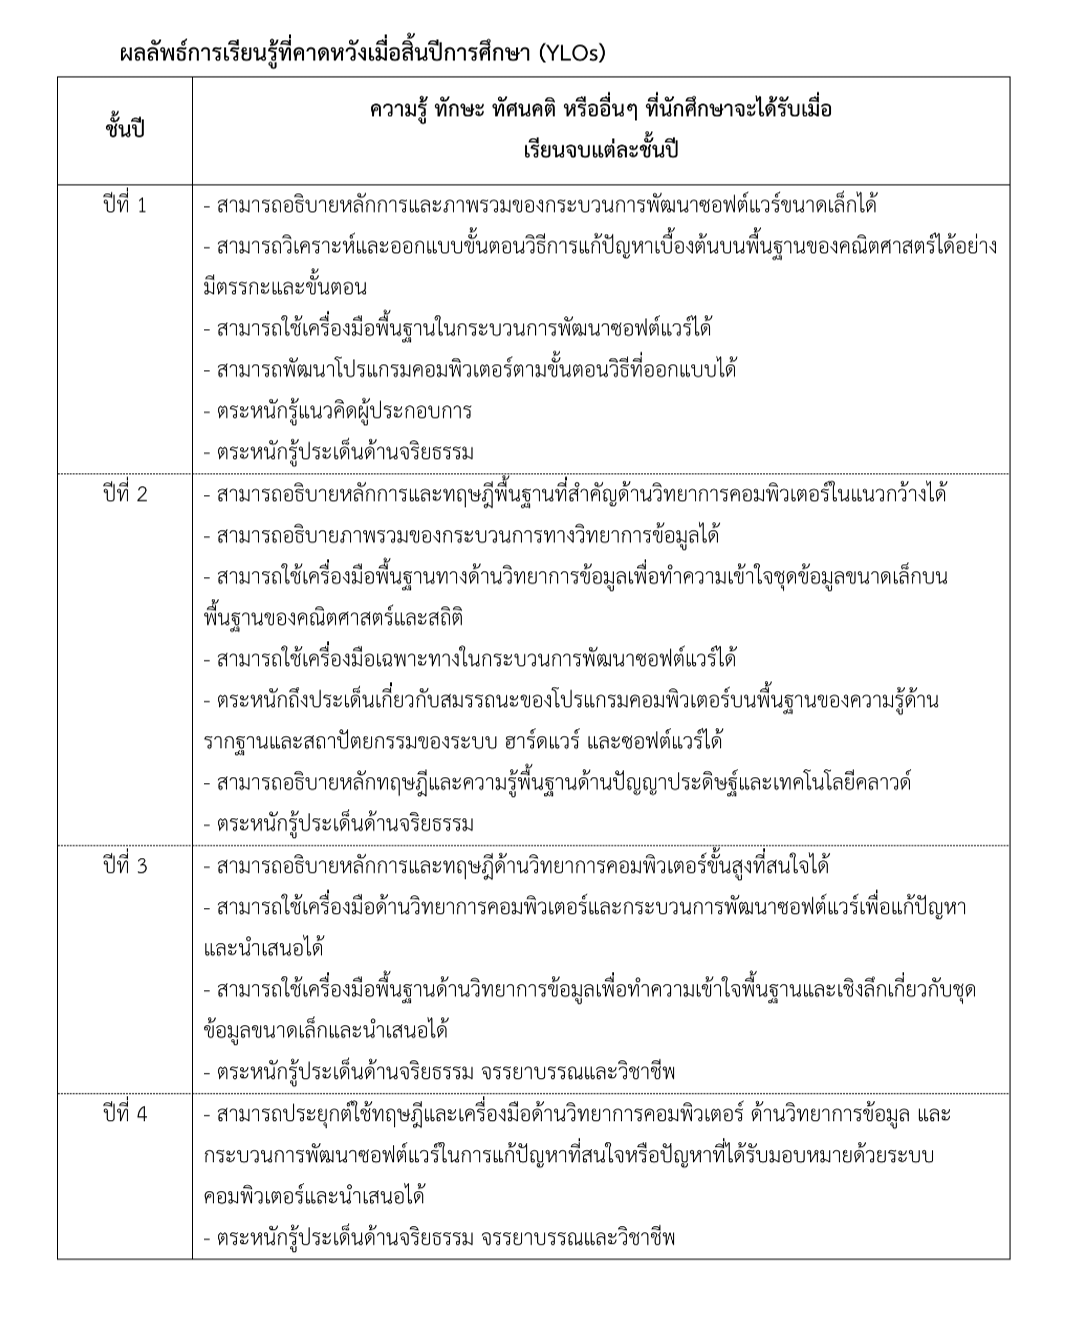 ผลลัพธ์การเรียนรู้ที่คาดหวังเมื่อสิ้นปีการศึกษา (YLOs)
ชั้นปี
ความรู้ ทักษะ ทัศนคติ หรืออื่นๆ ที่นักศึกษาจะได้รับเมื่อ
เรียนจบแต่ละชั้นปี
ปีที่ 1
- สามารถอธิบายหลักการและภาพรวมของกระบวนการพัฒนาซอฟต์แวร์ขนาดเล็กได้
- สามารถวิเคราะห์และออกแบบขั้นตอนวิธีการแก้ปัญหาเบื้องต้นบนพื้นฐานของคณิตศาสตร์ได้อย่าง
มีตรรกะและขั้นตอน
- สามารถใช้เครื่องมือพื้นฐานในกระบวนการพัฒนาซอฟต์แวร์ได้
- สามารถพัฒนาโปรแกรมคอมพิวเตอร์ตามขั้นตอนวิธีที่ออกแบบได้
- ตระหนักรู้แนวคิดผู้ประกอบการ
- ตระหนักรู้ประเด็นด้านจริยธรรม
ปีที่ 2
- สามารถอธิบายหลักการและทฤษฎีพื้นฐานที่สำคัญด้านวิทยาการคอมพิวเตอร์ในแนวกว้างได้
- สามารถอธิบายภาพรวมของกระบวนการทางวิทยาการข้อมูลได้
- สามารถใช้เครื่องมือพื้นฐานทางด้านวิทยาการข้อมูลเพื่อทำความเข้าใจชุดข้อมูลขนาดเล็กบน
พื้นฐานของคณิตศาสตร์และสถิติ
- สามารถใช้เครื่องมือเฉพาะทางในกระบวนการพัฒนาซอฟต์แวร์ได้
- ตระหนักถึงประเด็นเกี่ยวกับสมรรถนะของโปรแกรมคอมพิวเตอร์บนพื้นฐานของความรู้ด้าน
รากฐานและสถาปัตยกรรมของระบบ ฮาร์ดแวร์ และซอฟต์แวร์ได้
- สามารถอธิบายหลักทฤษฎีและความรู้พื้นฐานด้านปัญญาประดิษฐ์และเทคโนโลยีคลาวด์
- ตระหนักรู้ประเด็นด้านจริยธรรม
ปีที่ 3
- สามารถอธิบายหลักการและทฤษฎีด้านวิทยาการคอมพิวเตอร์ขั้นสูงที่สนใจได้
- สามารถใช้เครื่องมือด้านวิทยาการคอมพิวเตอร์และกระบวนการพัฒนาซอฟต์แวร์เพื่อแก้ปัญหา
และนำเสนอได้
- สามารถใช้เครื่องมือพื้นฐานด้านวิทยาการข้อมูลเพื่อทำความเข้าใจพื้นฐานและเชิงลึกเกี่ยวกับชุด
ข้อมูลขนาดเล็กและนำเสนอได้
- ตระหนักรู้ประเด็นด้านจริยธรรม จรรยาบรรณและวิชาชีพ
ปีที่ 4
- สามารถประยุกต์ใช้ทฤษฎีและเครื่องมือด้านวิทยาการคอมพิวเตอร์ ด้านวิทยาการข้อมูล และ
กระบวนการพัฒนาซอฟต์แวร์ในการแก้ปัญหาที่สนใจหรือปัญหาที่ได้รับมอบหมายด้วยระบบ
คอมพิวเตอร์และนำเสนอได้
- ตระหนักรู้ประเด็นด้านจริยธรรม จรรยาบรรณและวิชาชีพ